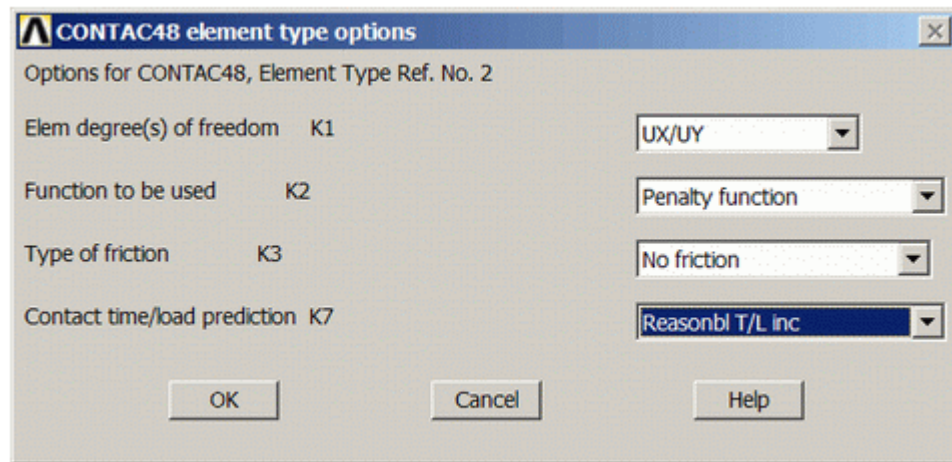 CONTAC48 element type options
Options for CONTAC48, Element Type Ref. No. 2
Elem degree(s) of freedom K1 UX/UY
Function to be used K2 Penalty function
Type of friction K3 No friction
Contact time/load prediction K7 Reasonbl T/L inc
OK Cancel Help